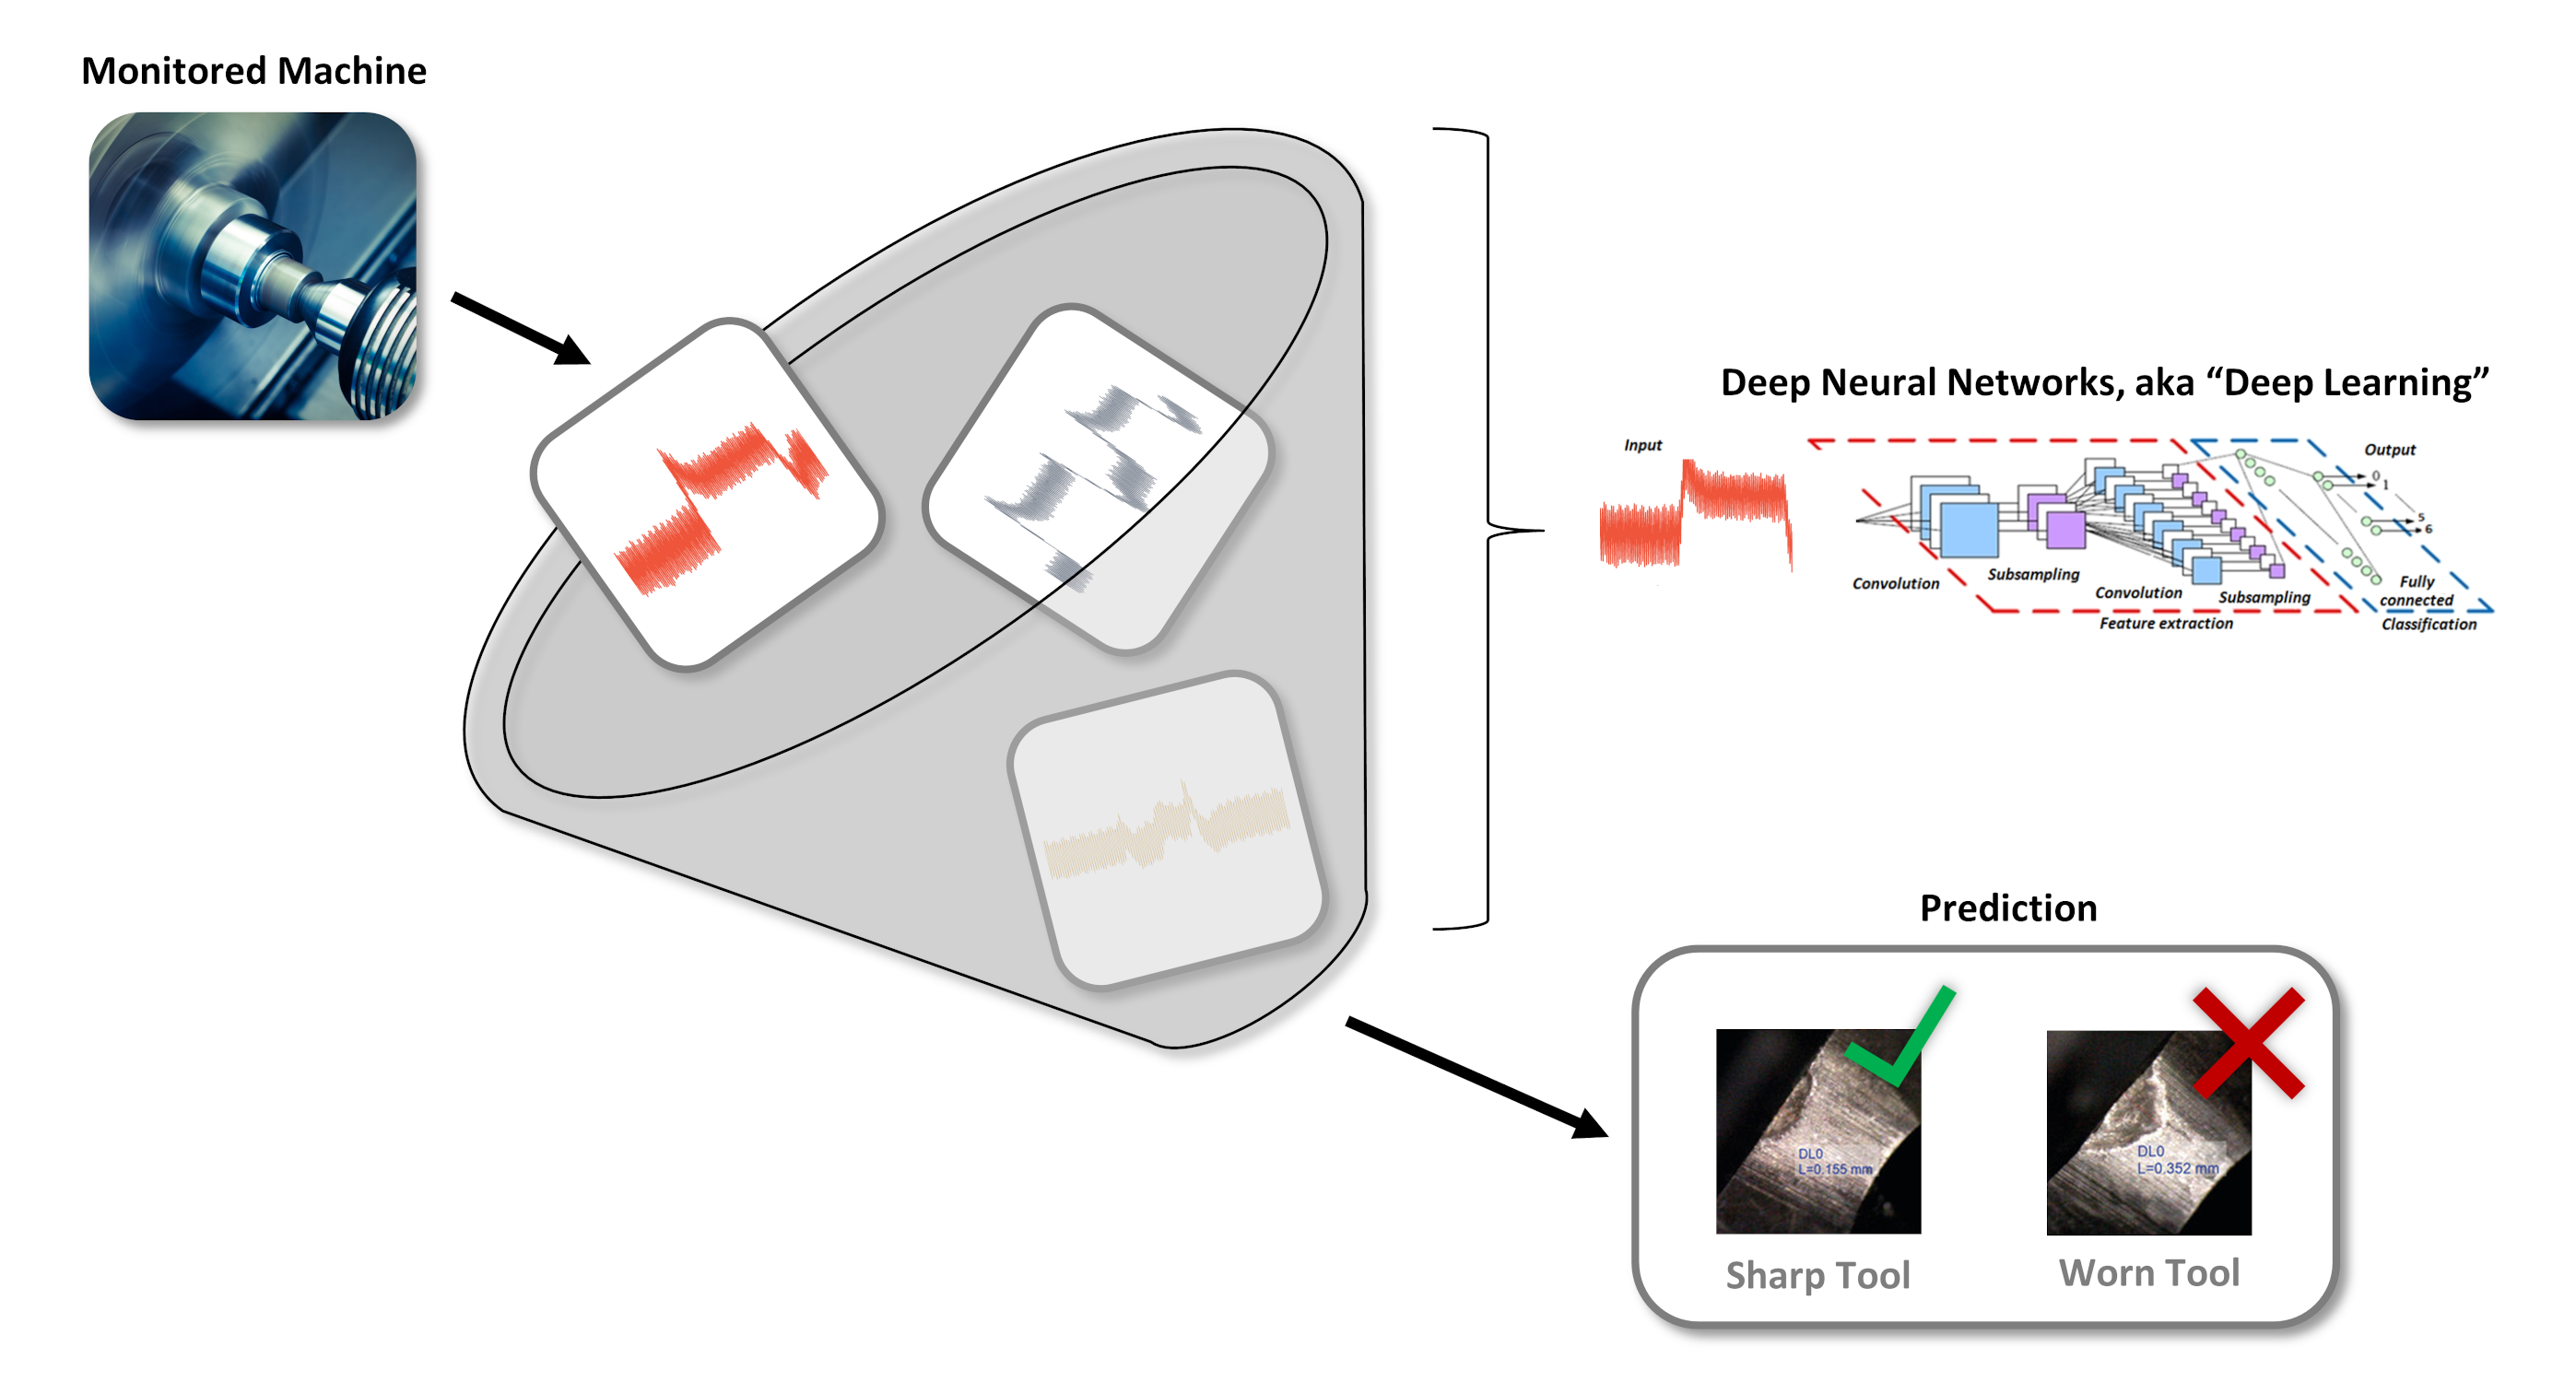 Monitored Machine
Deep Neural Networks, aka “Deep Learning”
Input
Output
0
1
5
6
Convolution
Subsampling
Convolution
Subsampling
Fully
connected
Feature extraction
Classification
Prediction
DL0
L=0.155 mm
DL0
L=0.352 mm
Sharp Tool
Worn Tool